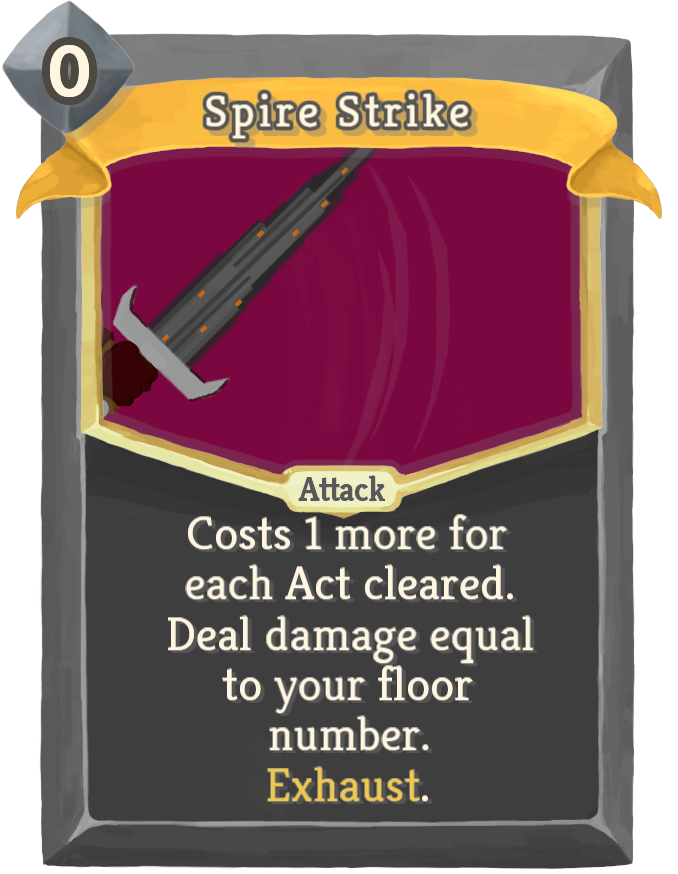 0
Spire Strike
Attack
Costs 1 more for
each Act cleared.
Deal damage equal
to your floor
number.
Exhaust.